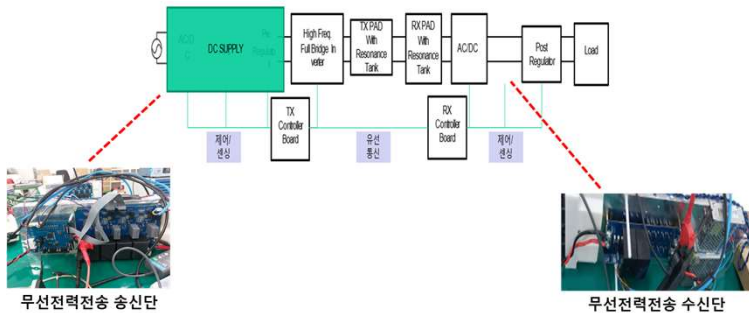 DC SUPPLY
High Freq.
Full Bridge In
verter
TX PAD
With
Resonance
Tank
RX PAD
With
Resonance
Tank
AC/DC
Post
Regulator
Load
TX
Controller
Board
RX
Controller
Board
제어/
센싱
유선
통신
제어/
센싱
무선전력전송 송신단
무선전력전송 수신단